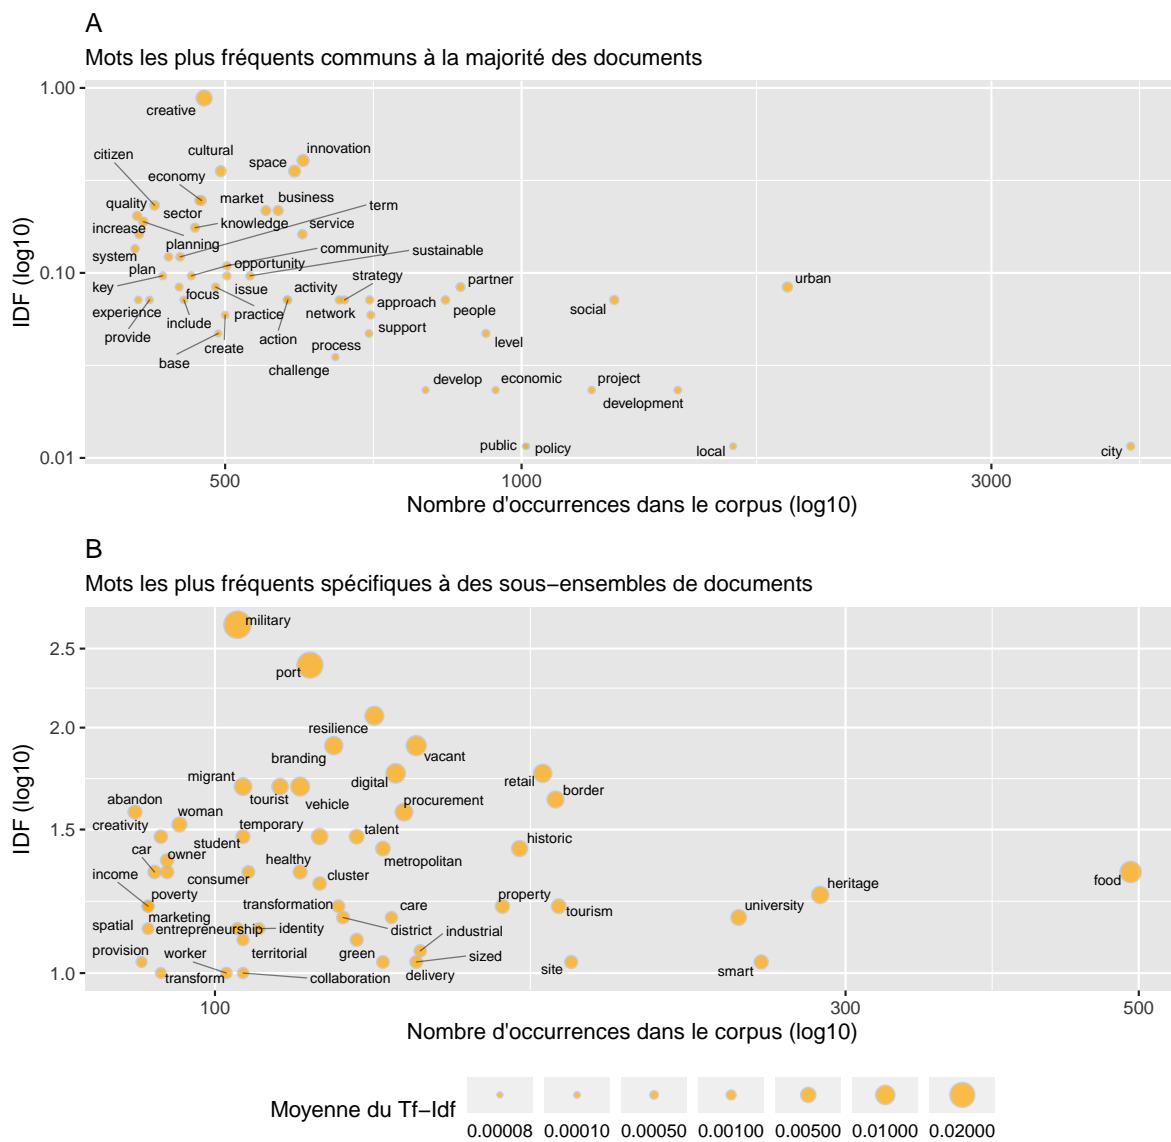 A
Mots les plus fréquents communs à la majorité des documents
1.00
creative
cultural
innovation
citizen
space
economy
market
business
term
quality
sector
knowledge
service
increase
planning
community
sustainable
system
opportunity
strategy
plan
partner
urban
0.10
key
focus
issue
activity
approach
people
social
experience
include
practice
network
support
provide
create
action
process
level
base
challenge
develop
economic
project
development
public
policy
local
city
0.01
500
1000
3000
IDF (log10)
Nombre d'occurrences dans le corpus (log10)
B
Mots les plus fréquents spécifiques à des sous−ensembles de documents
military
2.5
port
resilience
2.0
branding
vacant
migrant
digital
retail
tourist
vehicle
border
abandon
woman
procurement
creativity
temporary
talent
1.5
student
historic
car
owner
healthy
metropolitan
income
consumer
cluster
food
poverty
heritage
transformation
care
property
spatial
marketing
tourism
university
entrepreneurship
identity
district
industrial
provision
worker
territorial
green
sized
site
smart
transform
collaboration
delivery
1.0
100
300
500
IDF (log10)
Nombre d'occurrences dans le corpus (log10)
Moyenne du Tf−Idf
0.00008 0.00010 0.00050 0.00100 0.00500 0.01000 0.02000